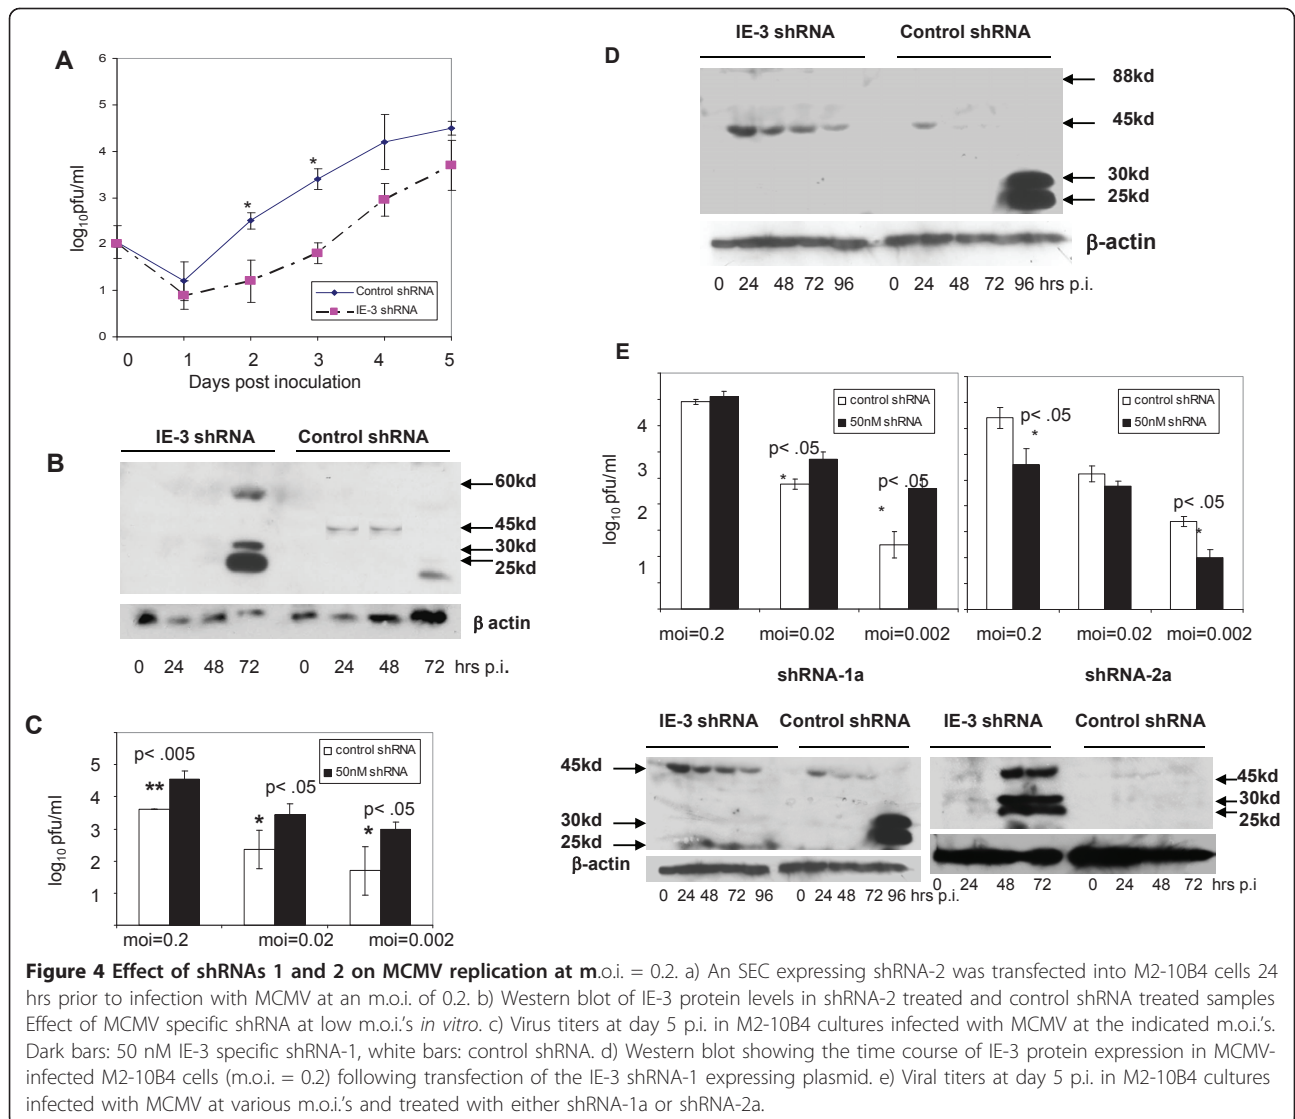 A
6
5
4
3
2
1
0
log10pfu/ml
Control shRNA
IE-3 shRNA
*
*
0 1 2 3 4 5
Days post inoculation
B
IE-3 shRNA Control shRNA
60kd
45kd
30kd
25kd
β actin
0 24 48 72 0 24 48 72 hrs p.i.
C
5
4
3
2
1
log10 pfu/ml
control shRNA
50nM shRNA
p< .005
**
p< .05
*
p< .05
*
moi=0.2 moi=0.02 moi=0.002
D
IE-3 shRNA Control shRNA
88kd
45kd
30kd
25kd
β-actin
0 24 48 72 96 0 24 48 72 96 hrs p.i.
E
4
3
2
1
log10 pfu/ml
control shRNA
50nM shRNA
p< .05
*
p< .05
*
moi=0.2 moi=0.02 moi=0.002
shRNA-1a
control shRNA
50nM shRNA
p< .05
*
p< .05
*
moi=0.2 moi=0.02 moi=0.002
shRNA-2a
IE-3 shRNA Control shRNA
45kd
30kd
25kd
β-actin
0 24 48 72 96 0 24 48 72 96 hrs p.i.
IE-3 shRNA Control shRNA
45kd
30kd
25kd
0 24 48 72 0 24 48 72 hrs p.i
Figure 4 Effect of shRNAs 1 and 2 on MCMV replication at m.o.i. = 0.2. a) An SEC expressing shRNA-2 was transfected into M2-10B4 cells 24
hrs prior to infection with MCMV at an m.o.i. of 0.2. b) Western blot of IE-3 protein levels in shRNA-2 treated and control shRNA treated samples
Effect of MCMV specific shRNA at low m.o.i.'s in vitro. c) Virus titers at day 5 p.i. in M2-10B4 cultures infected with MCMV at the indicated m.o.i.'s.
Dark bars: 50 nM IE-3 specific shRNA-1, white bars: control shRNA. d) Western blot showing the time course of IE-3 protein expression in MCMV-
infected M2-10B4 cells (m.o.i. = 0.2) following transfection of the IE-3 shRNA-1 expressing plasmid. e) Viral titers at day 5 p.i. in M2-10B4 cultures
infected with MCMV at various m.o.i.'s and treated with either shRNA-1a or shRNA-2a.